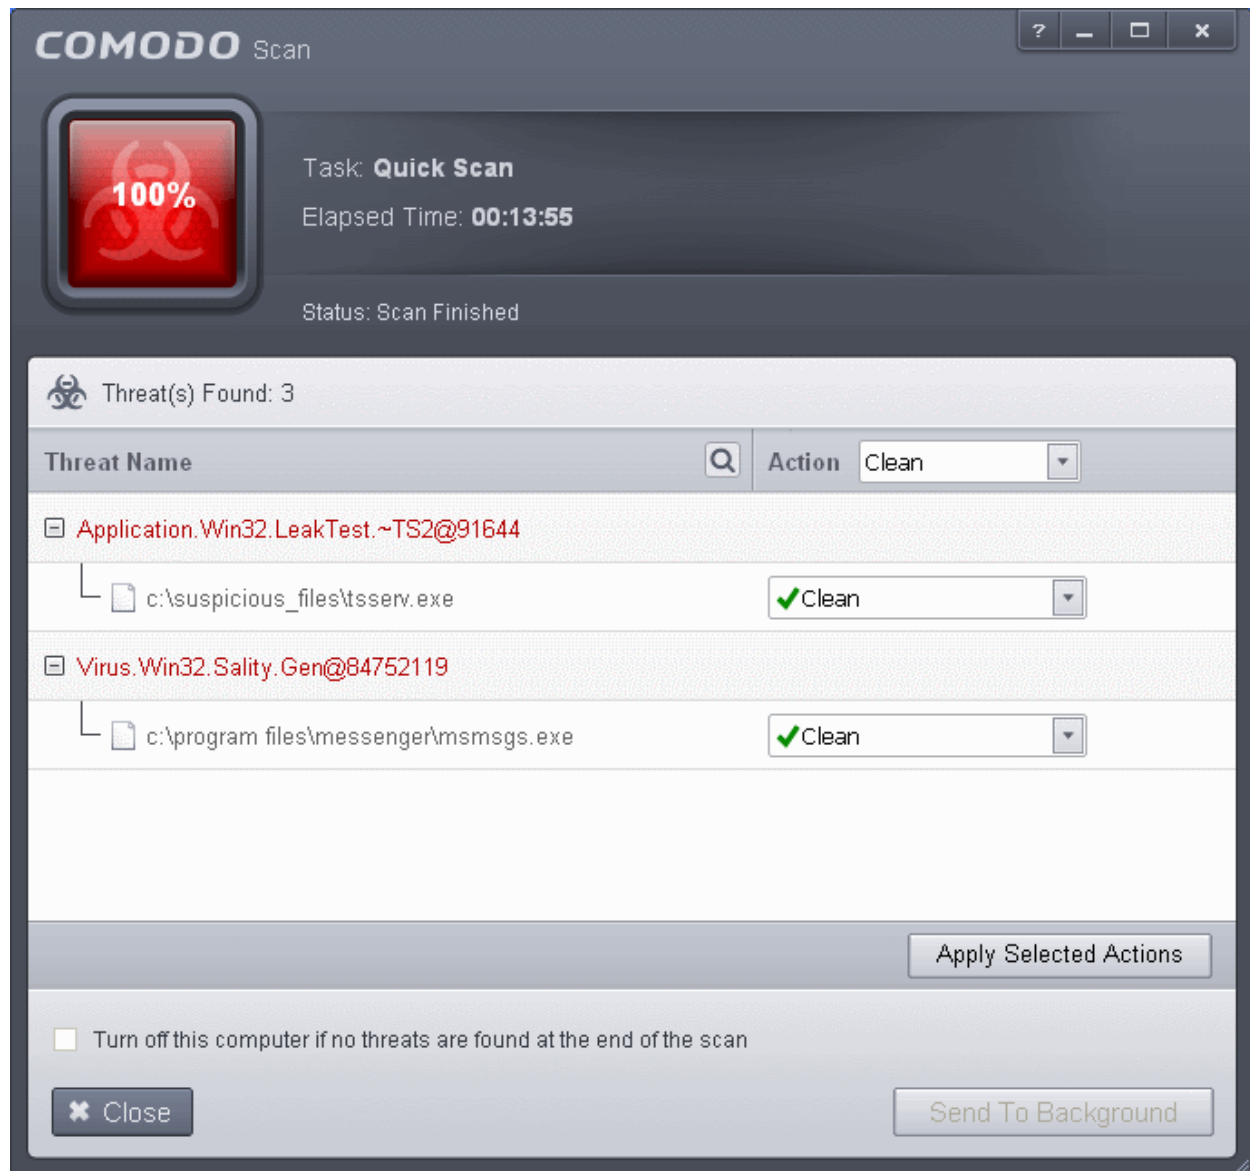 COMODO Scan
?
100%
Task: Quick Scan
Elapsed Time: 00:13:55
Status: Scan Finished
Threat(s) Found: 3
Threat Name Action Clean
Application.Win32.LeakTest.~TS2@91644
c:\suspicious_files\tsserv.exe Clean
Virus.Win32.Sality.Gen@84752119
c:\program files\messenger\msmsgs.exe Clean
Apply Selected Actions
Turn off this computer if no threats are found at the end of the scan
Close Send To Background